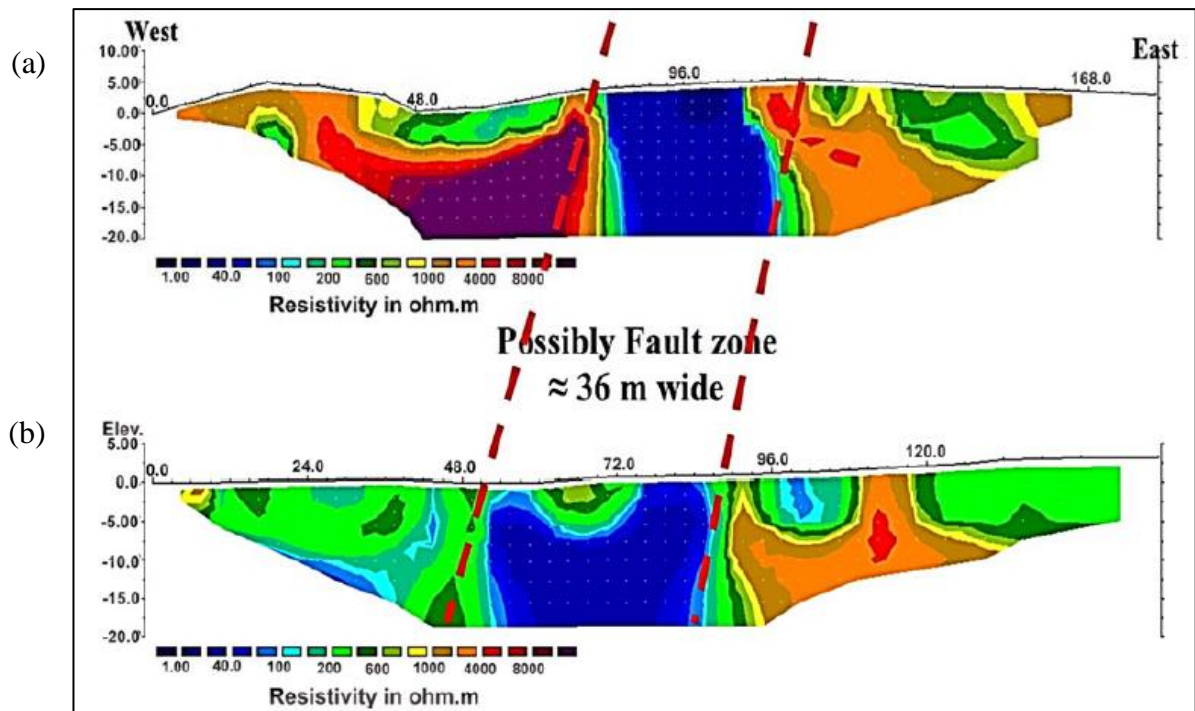 (a)
West
East
10.00
5.00
0.0
-5.00
-10.00
-15.0
-20.0
0.0 48.0 96.0 168.0
1.00 40.0 100 200 600 1000 4000 8000
Resistivity in ohm.m
Possibly Fault zone
≈ 36 m wide
(b)
Elev.
5.00
0.0
-5.00
-10.00
-15.0
-20.0
0.0 24.0 48.0 72.0 96.0 120.0
1.00 40.0 100 200 600 1000 4000 8000
Resistivity in ohm.m